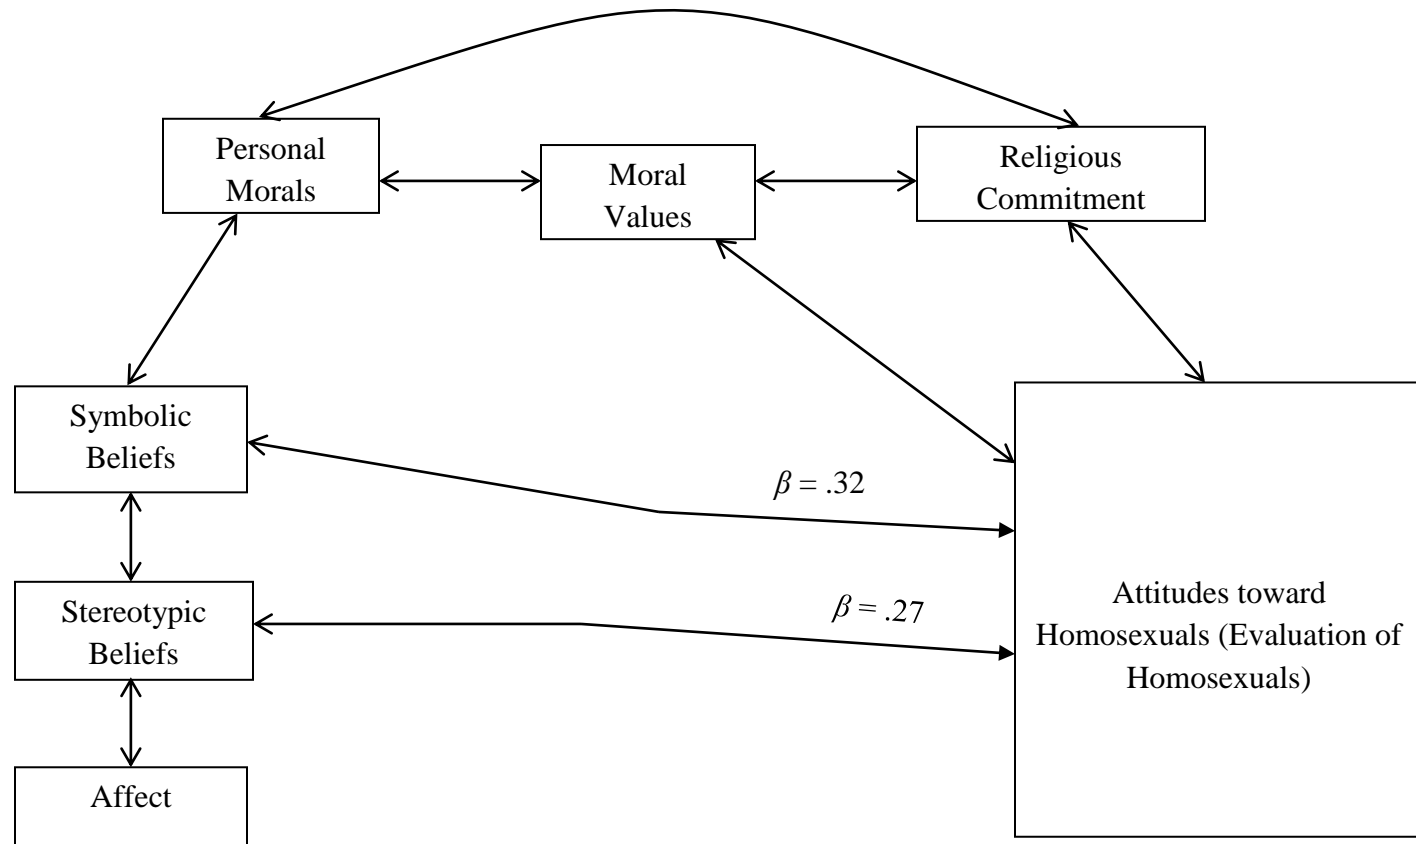 Personal
Morals
Moral
Values
Religious
Commitment
Symbolic
Beliefs
β = .32
Stereotypic
Beliefs
β = .27
Attitudes toward
Homosexuals (Evaluation of
Homosexuals)
Affect